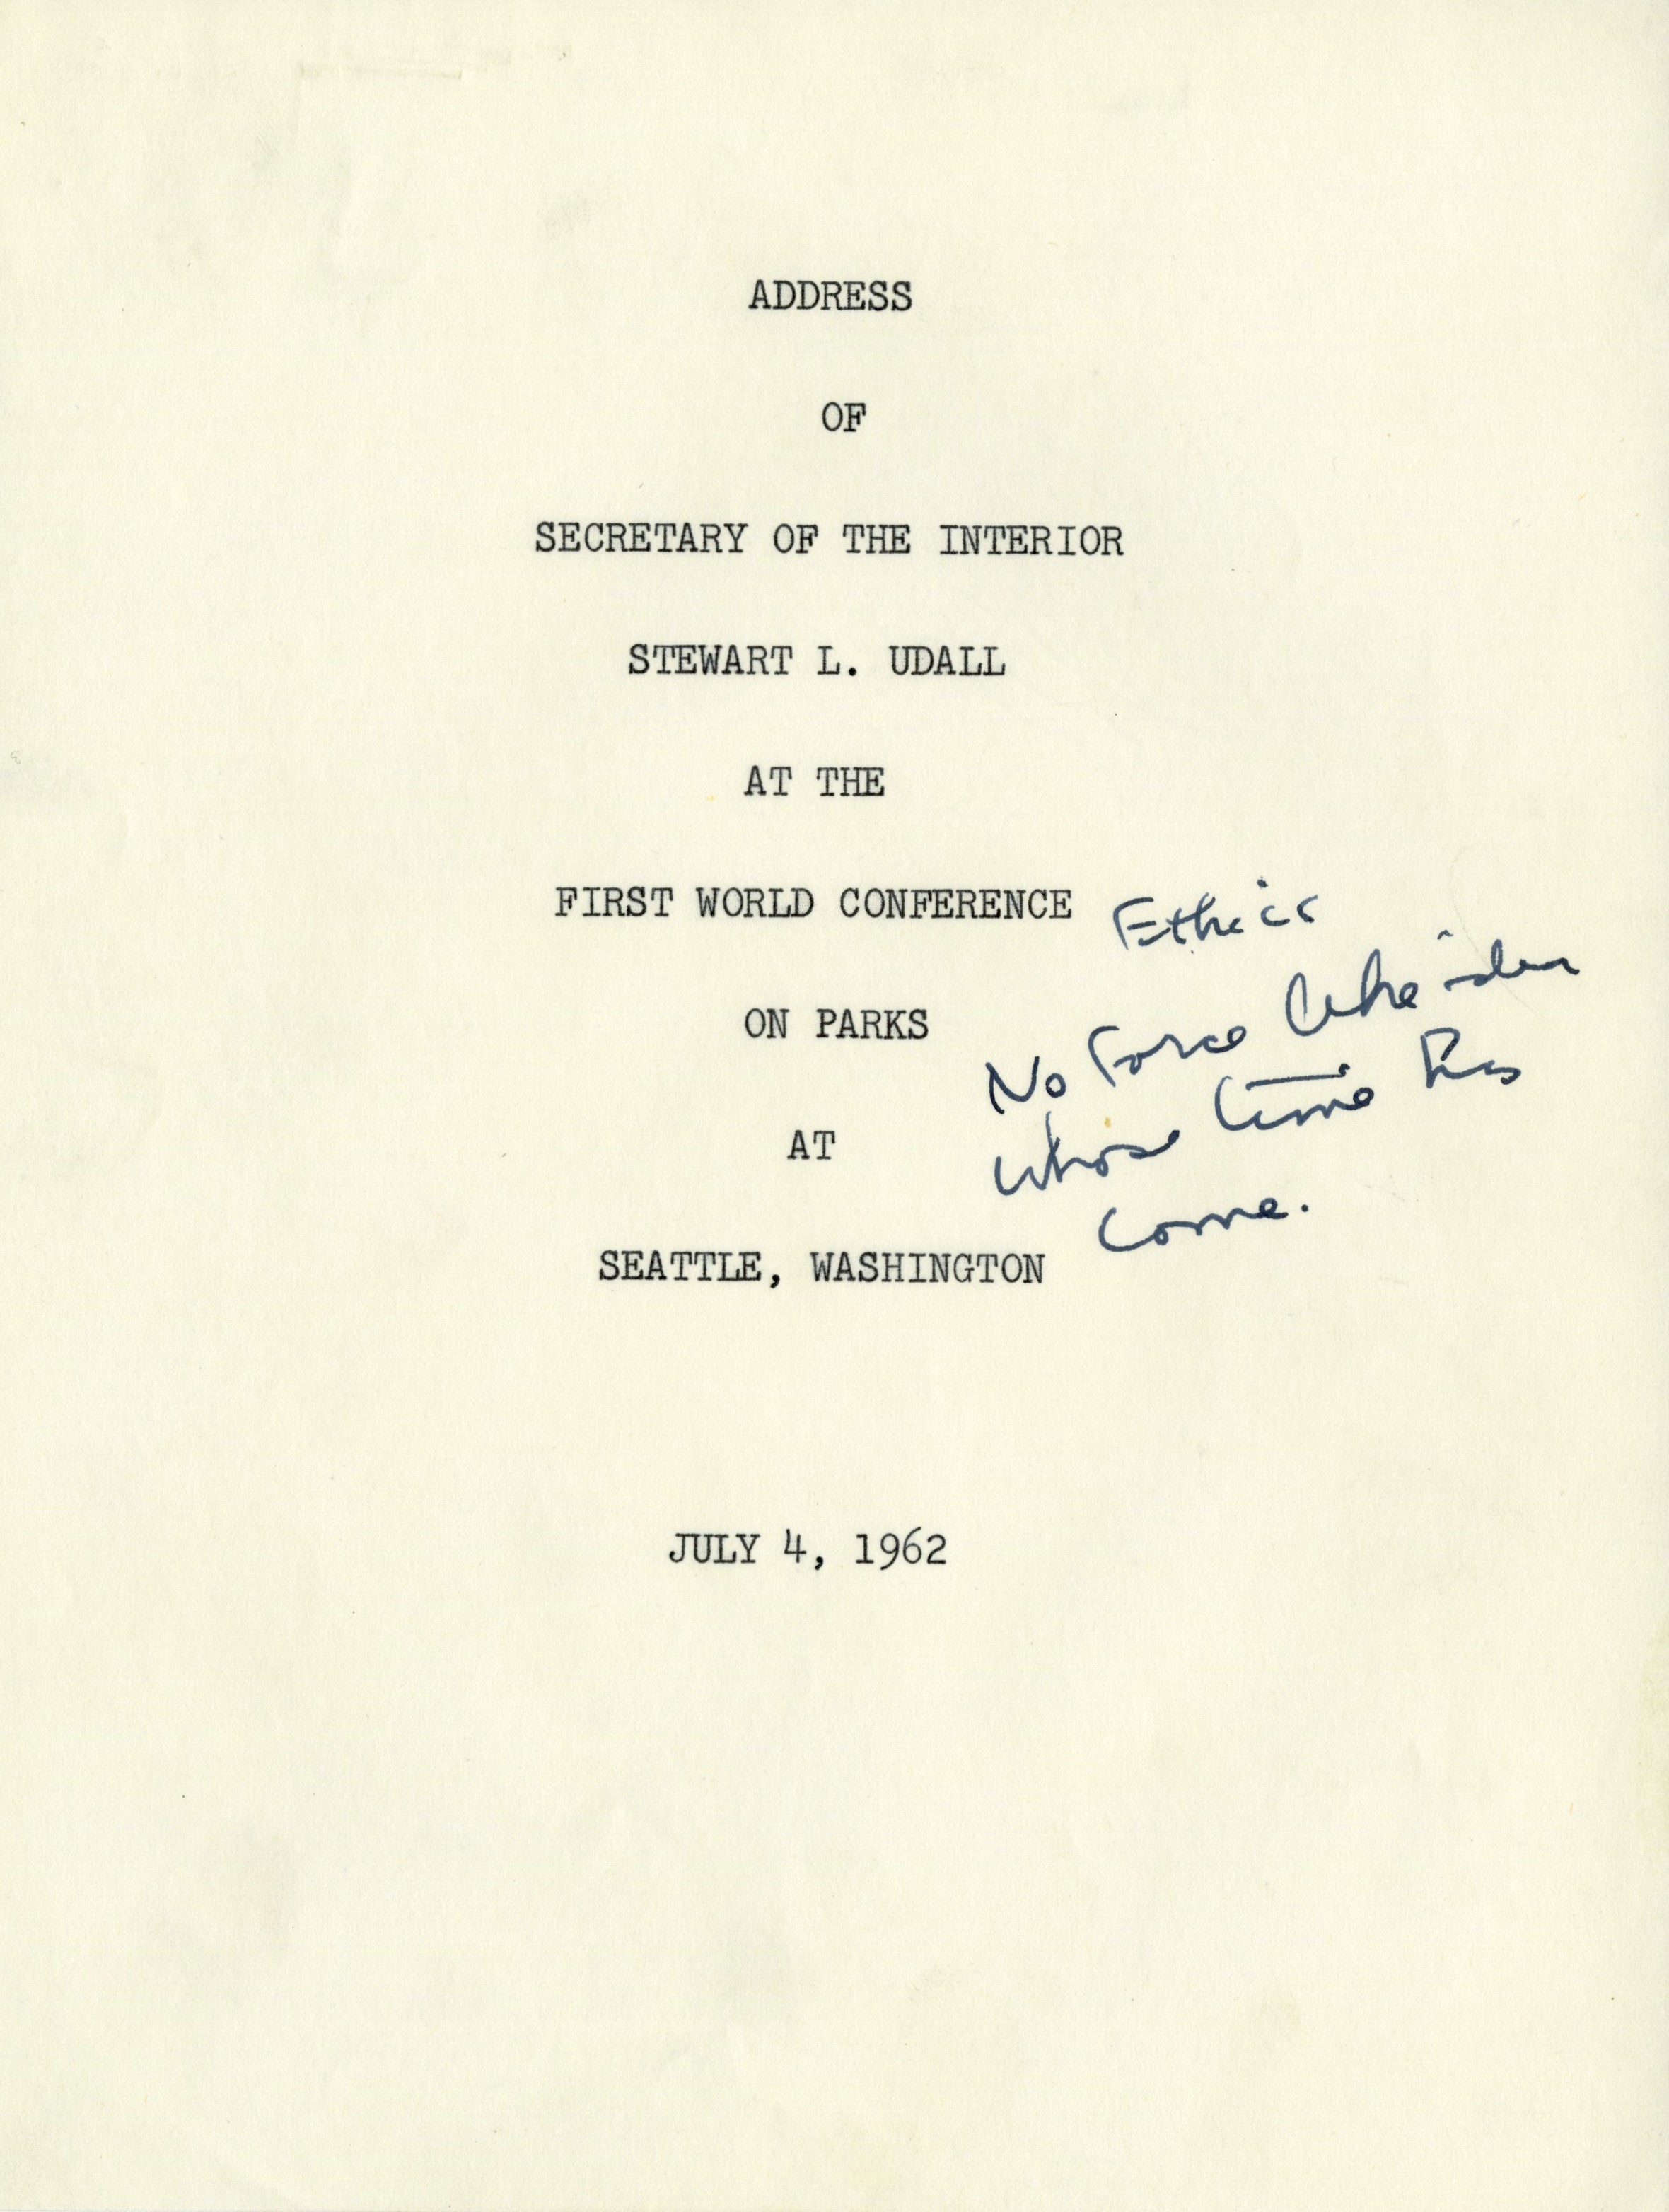 ADDRESS
OF
SECRETARY OF THE INTERIOR
STEWART L. UDALL
AT THE
FIRST WORLD CONFERENCE
ON PARKS
AT
SEATTLE, WASHINGTON
JULY 4, 1962
Ethics
No Force like idea
whose time has
come.